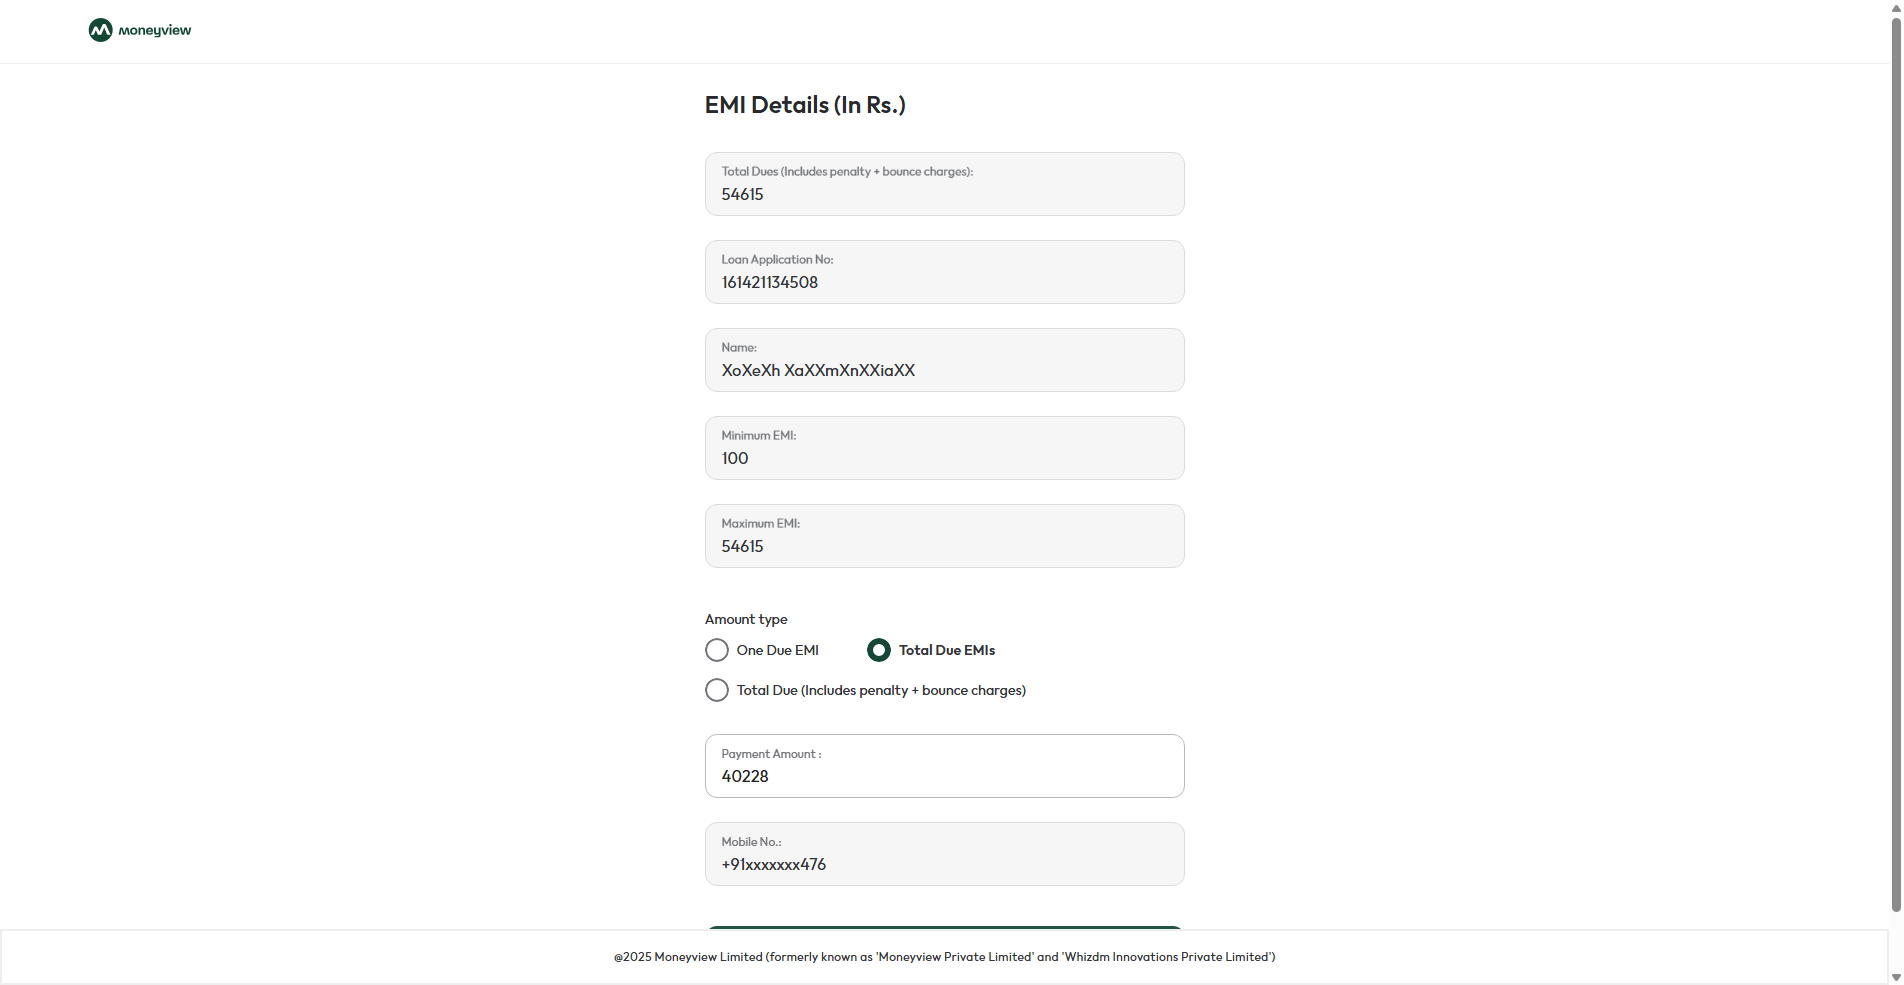 moneyview
EMI Details (In Rs.)
Total Dues (Includes penalty + bounce charges):
54615
Loan Application No:
161421134508
Name:
XoXeXh XaXXmXnXXiaXX
Minimum EMI:
100
Maximum EMI:
54615
Amount type
One Due EMI
Total Due EMIs
Total Due (Includes penalty + bounce charges)
Payment Amount :
40228
Mobile No.:
+91xxxxxxx476
@2025 Moneyview Limited (formerly known as 'Moneyview Private Limited' and 'Whizdm Innovations Private Limited')